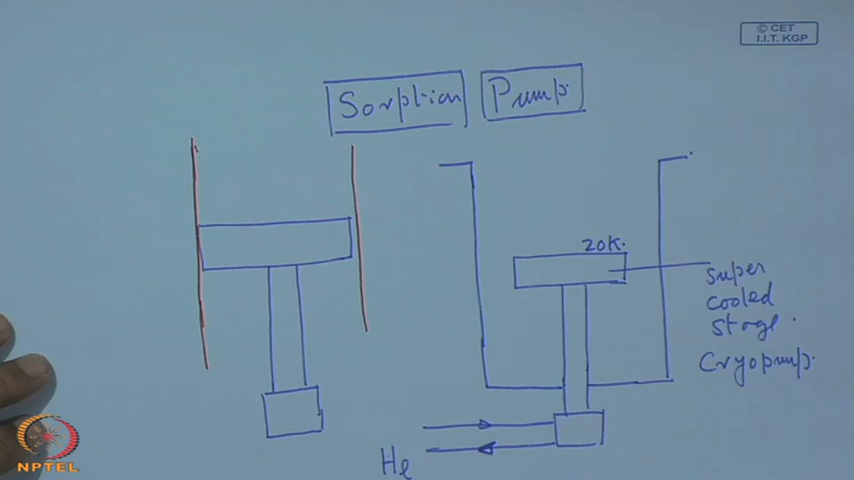 © CET
I.I.T. KGP
Sorption Pump
20K.
Super
cooled
stage.
Cryopump.
He
NPTEL